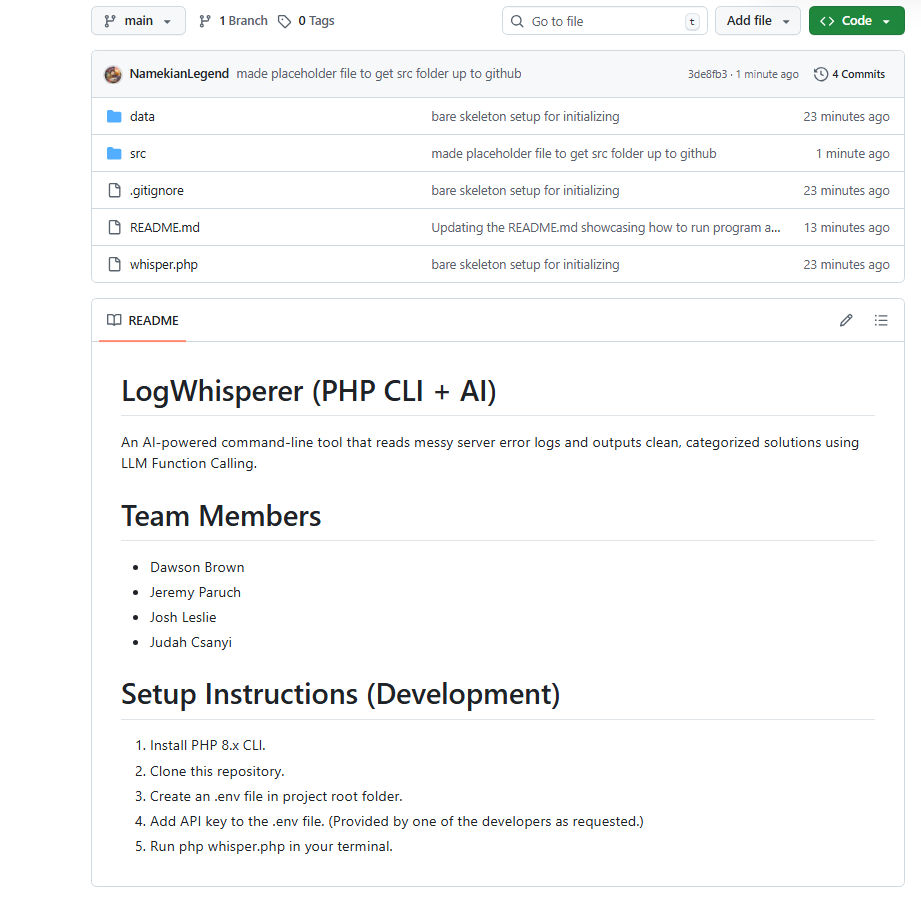 main 1 Branch 0 Tags Go to file t Add file Code
NamekianLegend made placeholder file to get src folder up to github 3de8fb3 · 1 minute ago 4 Commits
data bare skeleton setup for initializing 23 minutes ago
src made placeholder file to get src folder up to github 1 minute ago
.gitignore bare skeleton setup for initializing 23 minutes ago
README.md Updating the README.md showcasing how to run program a... 13 minutes ago
whisper.php bare skeleton setup for initializing 23 minutes ago
README
LogWhisperer (PHP CLI + AI)
An AI-powered command-line tool that reads messy server error logs and outputs clean, categorized solutions using
LLM Function Calling.
Team Members
• Dawson Brown
• Jeremy Paruch
• Josh Leslie
• Judah Csanyi
Setup Instructions (Development)
1. Install PHP 8.x CLI.
2. Clone this repository.
3. Create an .env file in project root folder.
4. Add API key to the .env file. (Provided by one of the developers as requested.)
5. Run php whisper.php in your terminal.